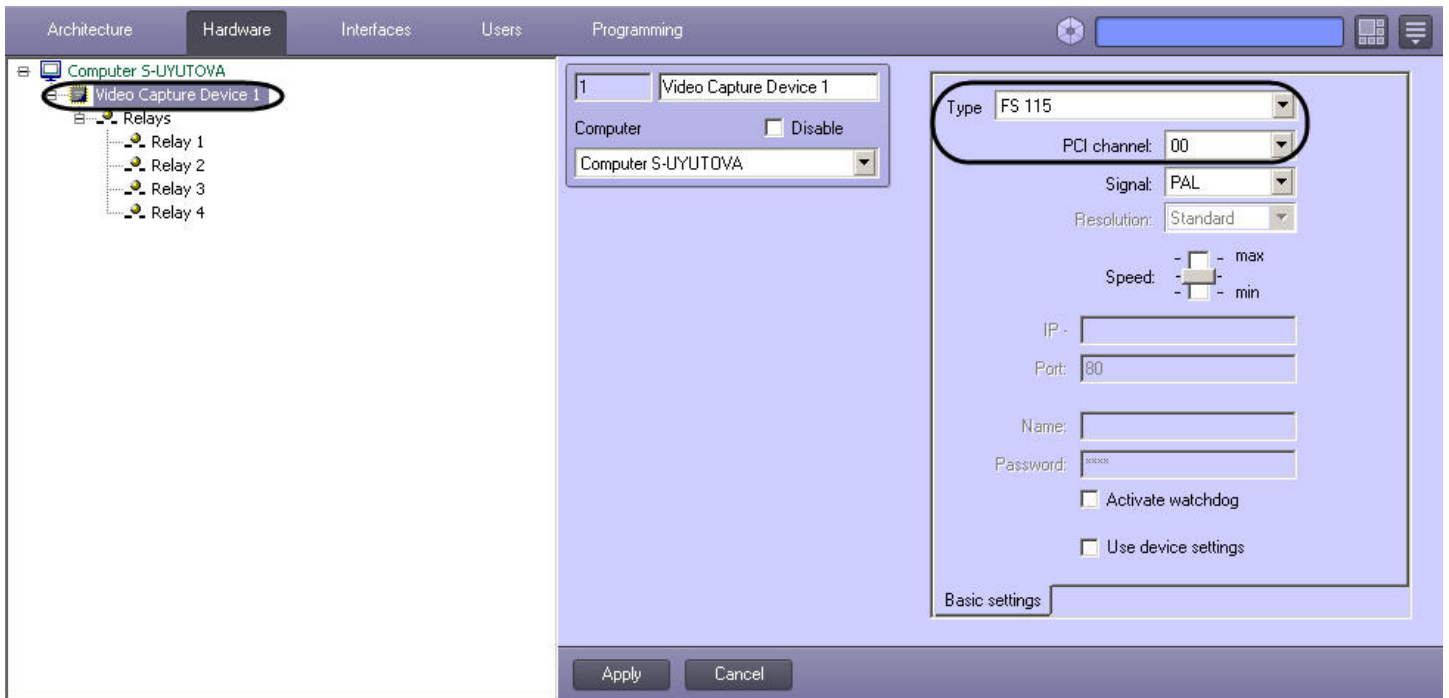 Architecture Hardware Interfaces Users Programming
Computer S-UYUTOVA
Video Capture Device 1
Relays
Relay 1
Relay 2
Relay 3
Relay 4
1 Video Capture Device 1
Computer Disable
Computer S-UYUTOVA
Type FS 115
PCI channel: 00
Signal: PAL
Resolution: Standard
Speed: max
min
IP -
Port: 80
Name:
Password: ××××
Activate watchdog
Use device settings
Basic settings
Apply Cancel